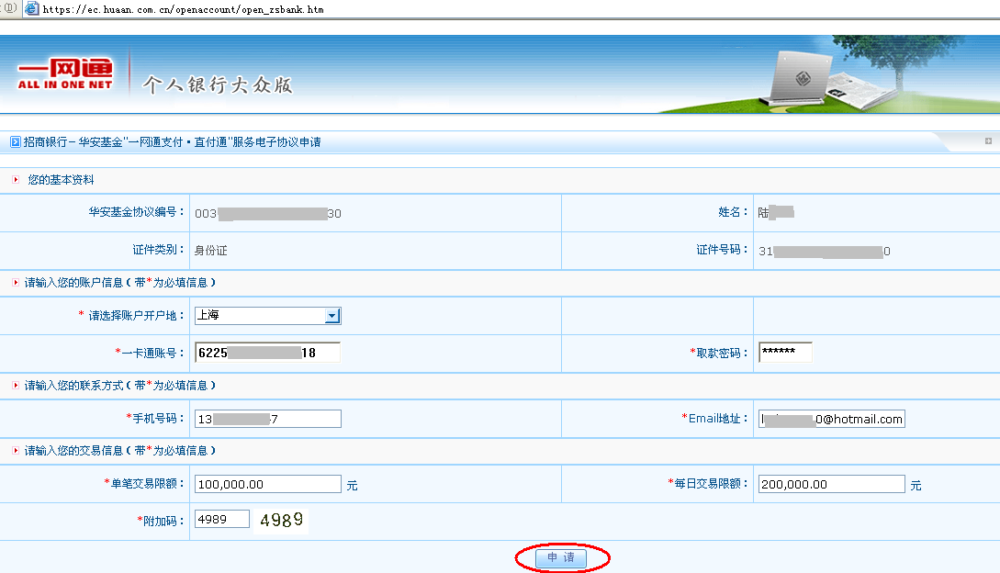 https://ec.huaan.com.cn/openaccount/open_zsbank.htm
一网通
ALL IN ONE NET
个人银行大众版
招商银行-华安基金"一网通支付·直付通"服务电子协议申请
您的基本资料
华安基金协议编号: 003 30 姓名: 陆
证件类别: 身份证 证件号码: 31 0
请输入您的账户信息(带*为必填信息)
* 请选择账户开户地: 上海
*一卡通账号: 6225 18 *取款密码: ******
请输入您的联系方式(带*为必填信息)
*手机号码: 13 7 *Email地址: 0@hotmail.com
请输入您的交易信息(带*为必填信息)
*单笔交易限额: 100,000.00 元 *每日交易限额: 200,000.00 元
*附加码: 4989 4989
申 请